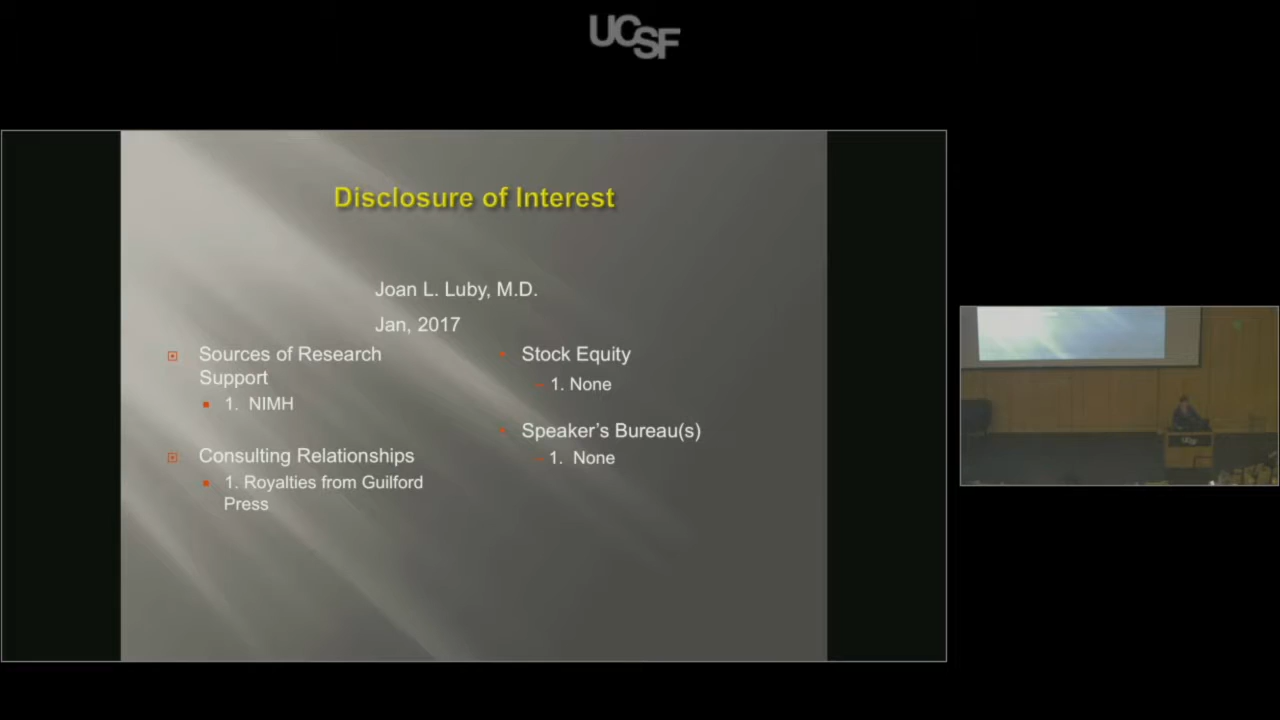 UCSF
Disclosure of Interest
Joan L. Luby, M.D.
Jan, 2017
Sources of Research
Support
1. NIMH
Consulting Relationships
1. Royalties from Guilford
Press
Stock Equity
1. None
Speaker's Bureau(s)
1. None
UCSF